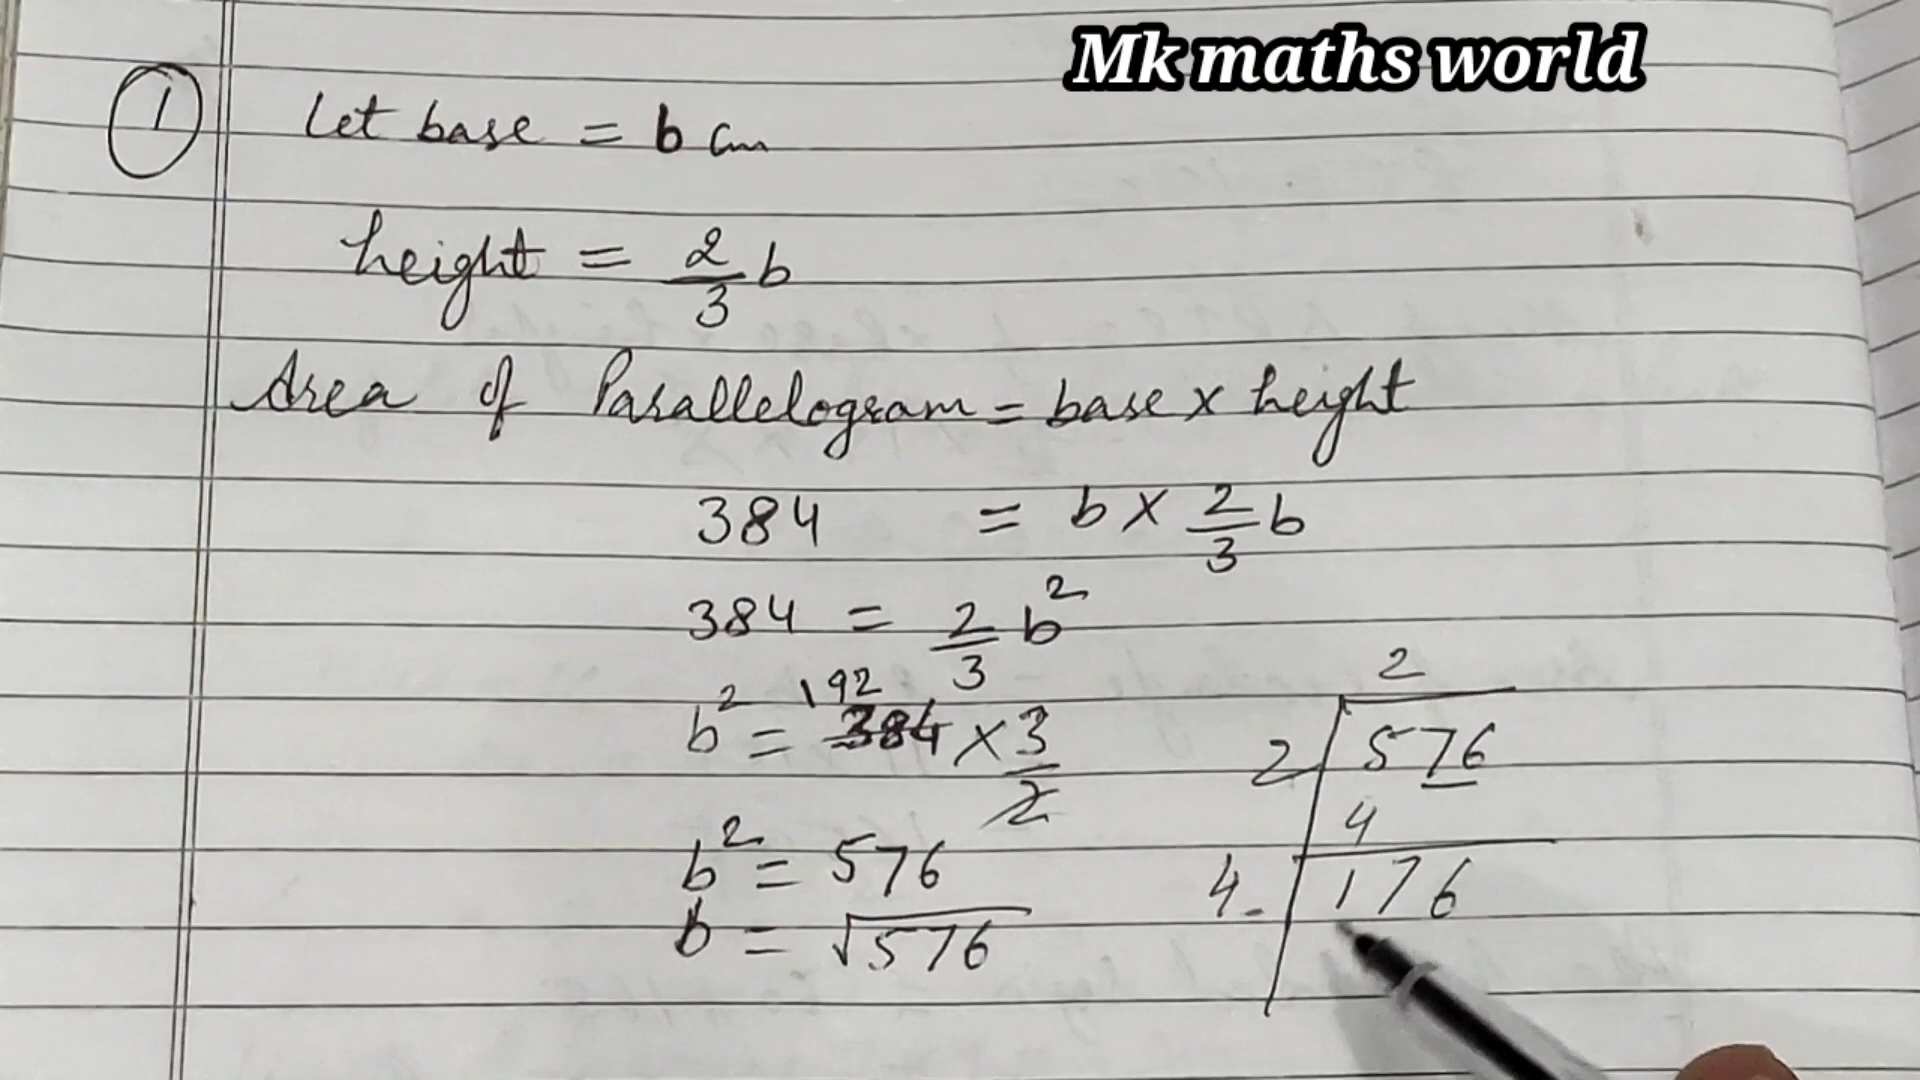 Mk maths world
1 Let base = b cm
height = 2/3 b
Area of Parallelogram = base x height
384 = b x 2/3 b
384 = 2/3 b²
b² = 384 x 3/2
192
b² = 576
b = √576
2
2 576
4
4- 176